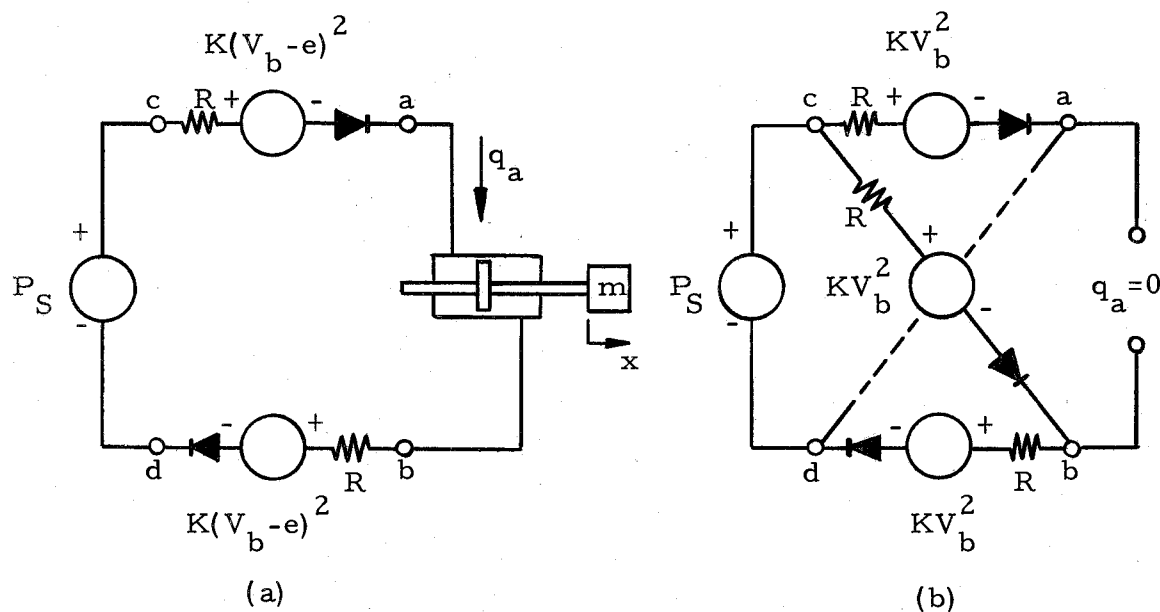 K(V_b-e)^2
c R + - a
q_a
+
P_S
-
m
x
- +
d R b
K(V_b-e)^2
(a)
KV_b^2
c R + - a
R +
+
P_S KV_b^2 q_a=0
- -
- +
d R b
KV_b^2
(b)